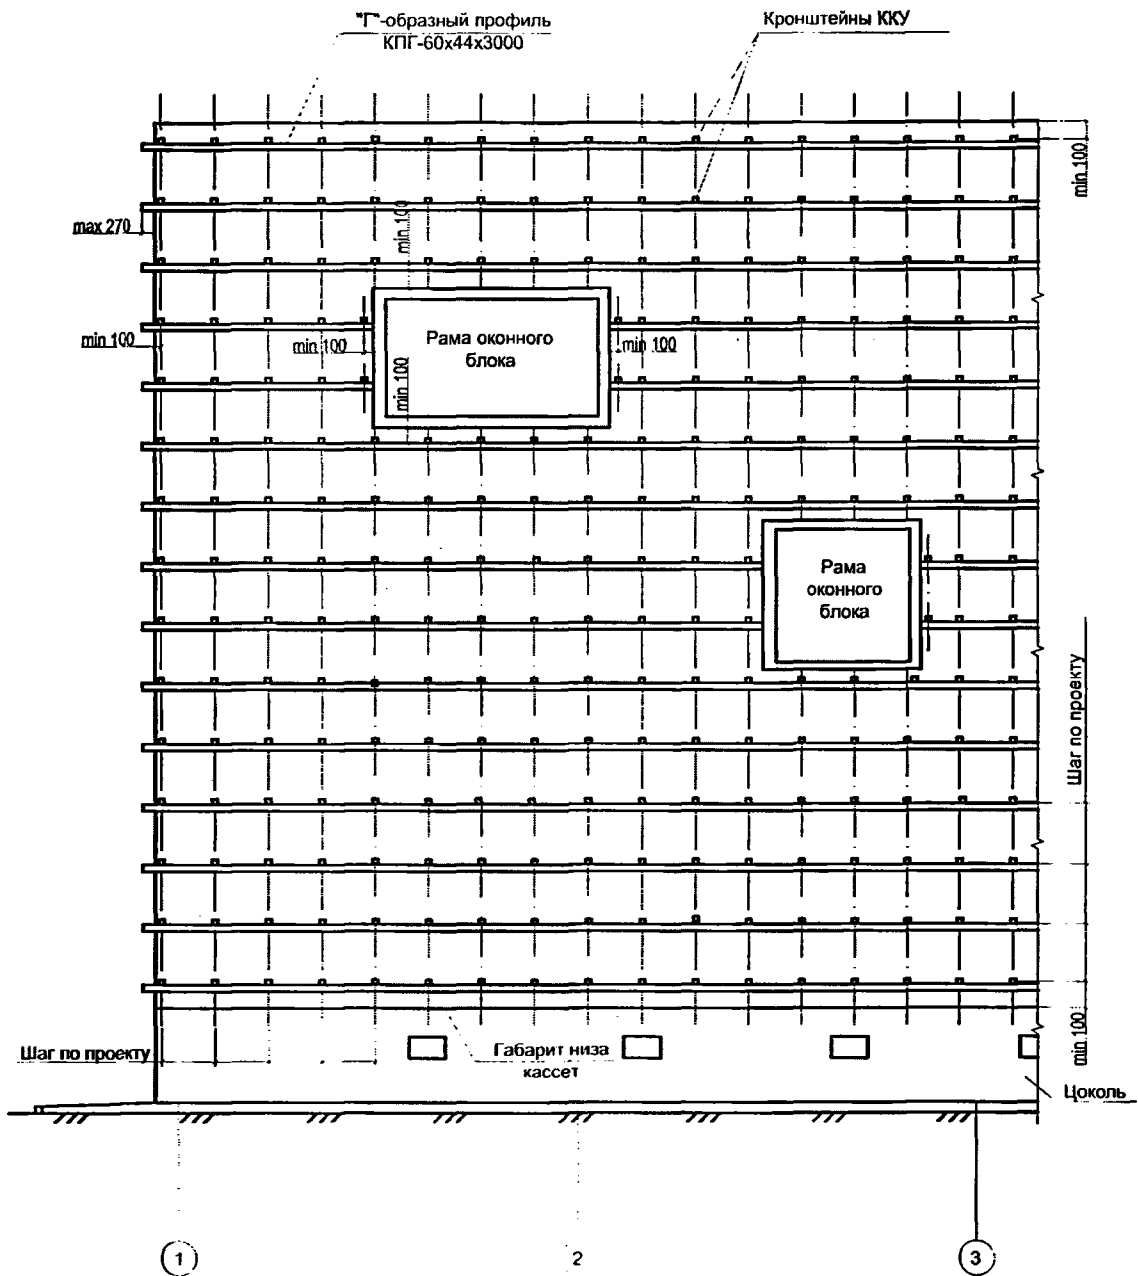 "Г"-образный профиль
КПГ-60х44х3000
Кронштейны ККУ
min 100
max 270
min 100
min 100
min 100
min 100
min 100
Рама оконного
блока
Рама
оконного
блока
Шаг по проекту
min 100
Шаг по проекту
Габарит низа
кассет
Цоколь
1
2
3